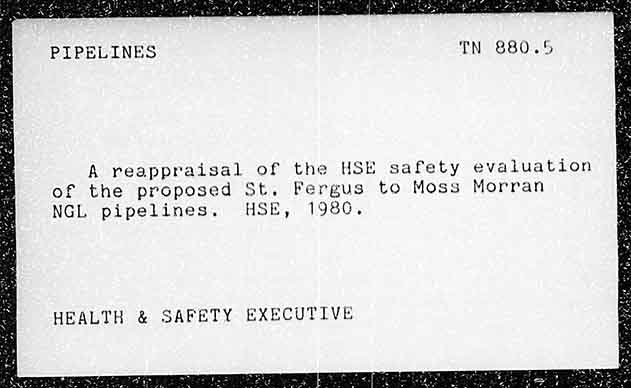 PIPELINES TN 880.5
A reappraisal of the HSE safety evaluation
of the proposed St. Fergus to Moss Morran
NGL pipelines. HSE, 1980.
HEALTH & SAFETY EXECUTIVE